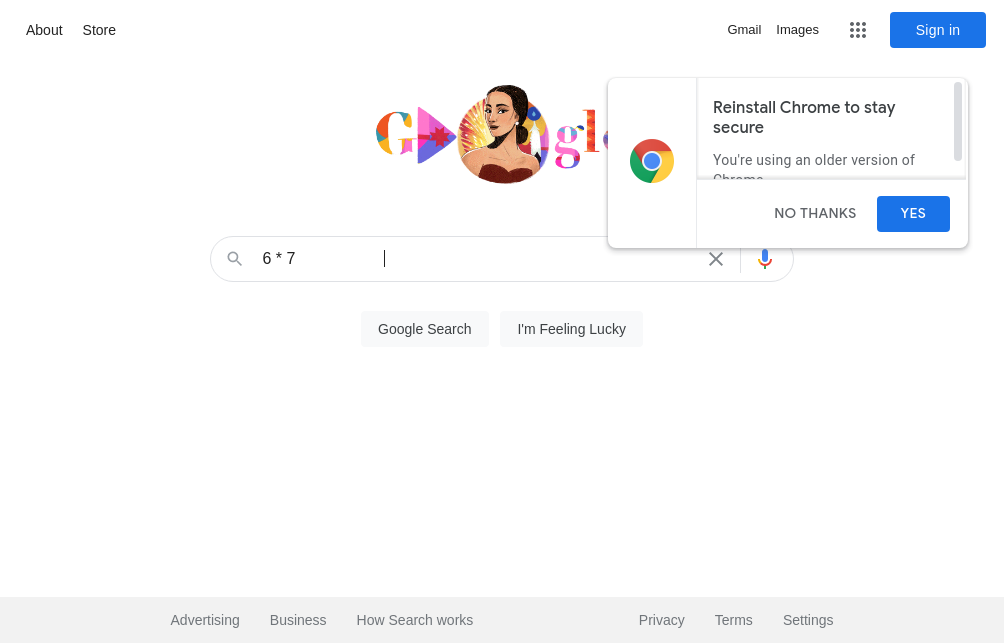 About Store
Gmail Images Sign in
Reinstall Chrome to stay
secure
You're using an older version of
NO THANKS YES
6 * 7
Google Search I'm Feeling Lucky
Advertising Business How Search works Privacy Terms Settings